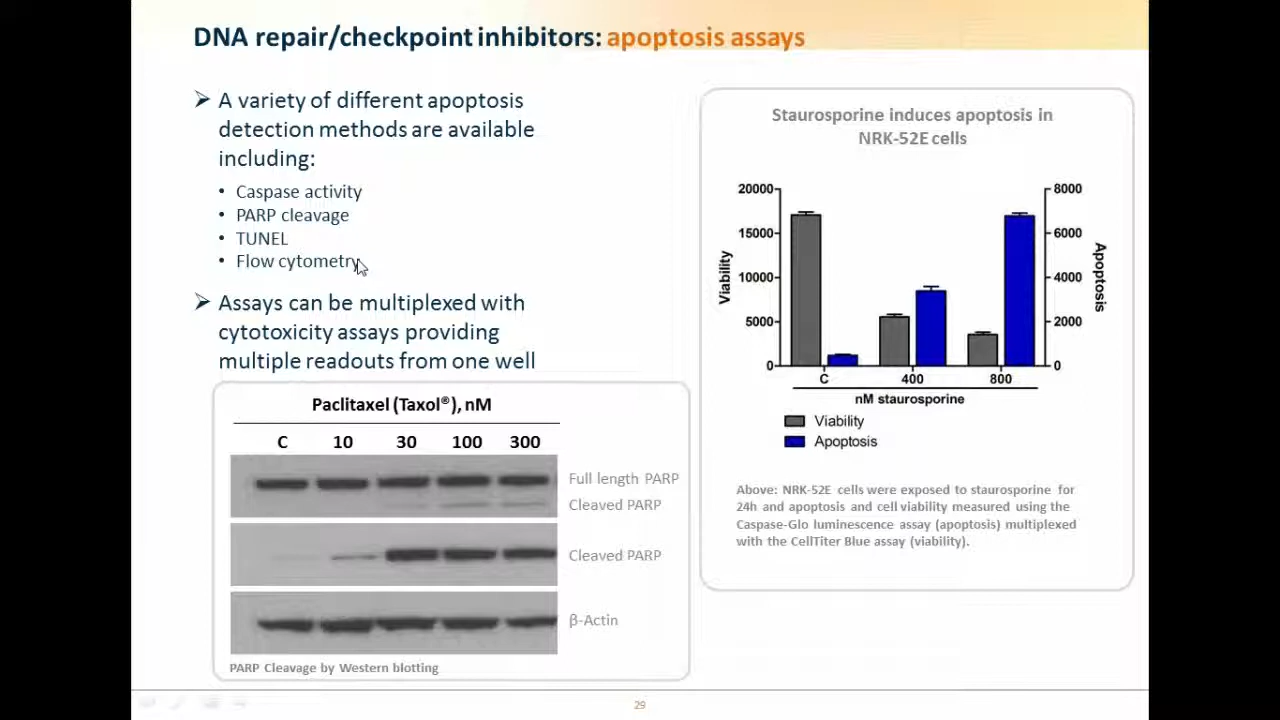 DNA repair/checkpoint inhibitors: apoptosis assays
A variety of different apoptosis
detection methods are available
including:
Caspase activity
PARP cleavage
TUNEL
Flow cytometry
Assays can be multiplexed with
cytotoxicity assays providing
multiple readouts from one well
Paclitaxel (Taxol®), nM
C 10 30 100 300
Full length PARP
Cleaved PARP
Cleaved PARP
β-Actin
PARP Cleavage by Western blotting
Staurosporine induces apoptosis in
NRK-52E cells
20000
15000
10000
5000
0
Viability
8000
6000
4000
2000
0
Apoptosis
C 400 800
nM staurosporine
Viability
Apoptosis
Above: NRK-52E cells were exposed to staurosporine for
24h and apoptosis and cell viability measured using the
Caspase-Glo luminescence assay (apoptosis) multiplexed
with the CellTiter Blue assay (viability).
29